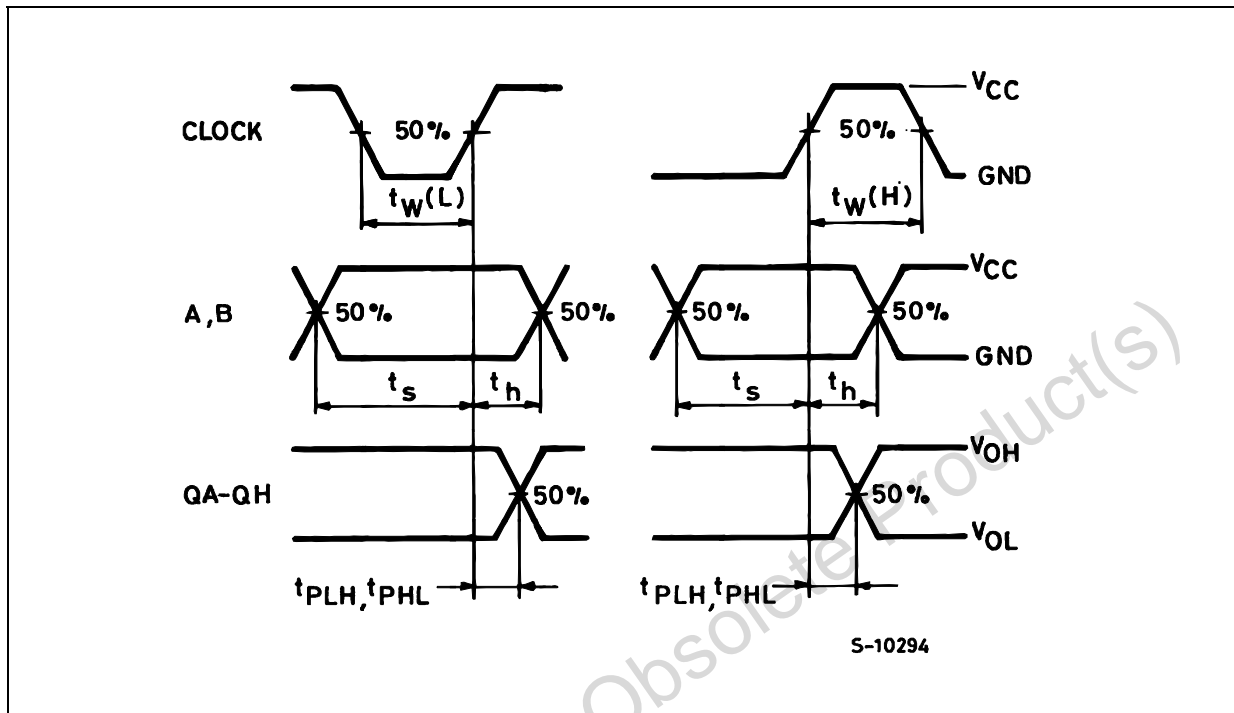 CLOCK
50%
50%
VCC
GND
tW(L)
tW(H)
A,B
50%
50%
50%
50%
VCC
GND
ts
th
ts
th
QA-QH
50%
50%
VOH
VOL
tPLH,tPHL
tPLH,tPHL
S-10294
Obsolete Product(s)